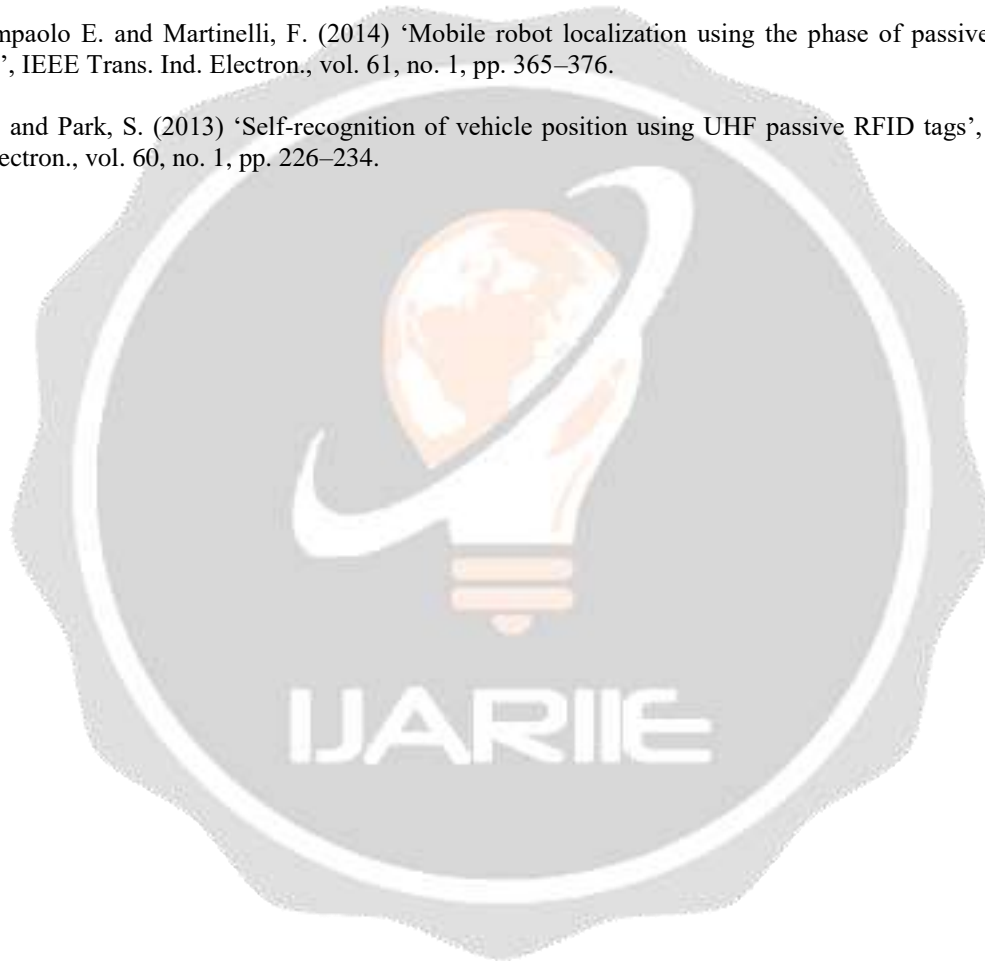 mpaolo E. and Martinelli, F. (2014) ‘Mobile robot localization using the phase of passive
’, IEEE Trans. Ind. Electron., vol. 61, no. 1, pp. 365–376.
and Park, S. (2013) ‘Self-recognition of vehicle position using UHF passive RFID tags’,
ectron., vol. 60, no. 1, pp. 226–234.
IJARIIE